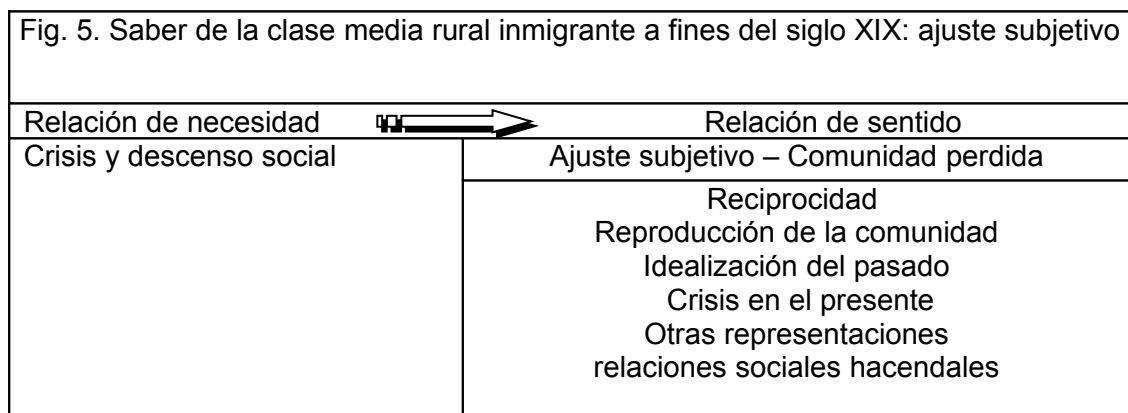 Fig. 5. Saber de la clase media rural inmigrante a fines del siglo XIX: ajuste subjetivo
Relación de necesidad
Relación de sentido
Crisis y descenso social
Ajuste subjetivo – Comunidad perdida
Reciprocidad
Reproducción de la comunidad
Idealización del pasado
Crisis en el presente
Otras representaciones
relaciones sociales hacendales